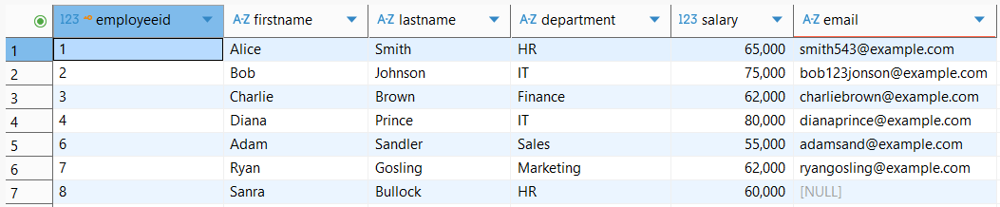 123 employeeid A-Z firstname A-Z lastname A-Z department 123 salary A-Z email
1 1 Alice Smith HR 65,000 smith543@example.com
2 2 Bob Johnson IT 75,000 bob123jonson@example.com
3 3 Charlie Brown Finance 62,000 charliebrown@example.com
4 4 Diana Prince IT 80,000 dianaprince@example.com
5 6 Adam Sandler Sales 55,000 adamsand@example.com
6 7 Ryan Gosling Marketing 62,000 ryangosling@example.com
7 8 Sanra Bullock HR 60,000 [NULL]